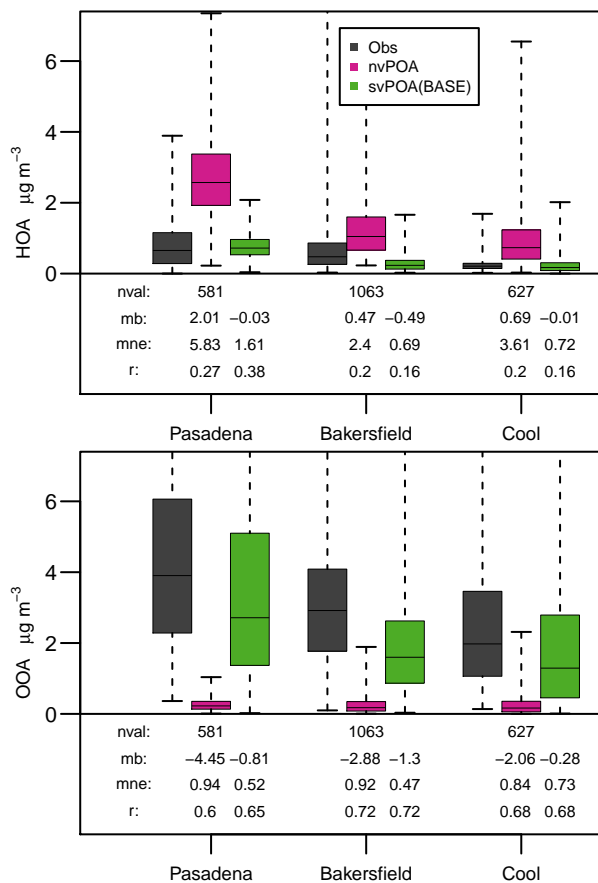 HOA µg m−3
0 2 4 6
Obs
nvPOA
svPOA(BASE)
nval: 581 1063 627
mb: 2.01 −0.03 0.47 −0.49 0.69 −0.01
mne: 5.83 1.61 2.4 0.69 3.61 0.72
r: 0.27 0.38 0.2 0.16 0.2 0.16
Pasadena Bakersfield Cool
OOA µg m−3
0 2 4 6
nval: 581 1063 627
mb: −4.45 −0.81 −2.88 −1.3 −2.06 −0.28
mne: 0.94 0.52 0.92 0.47 0.84 0.73
r: 0.6 0.65 0.72 0.72 0.68 0.68
Pasadena Bakersfield Cool